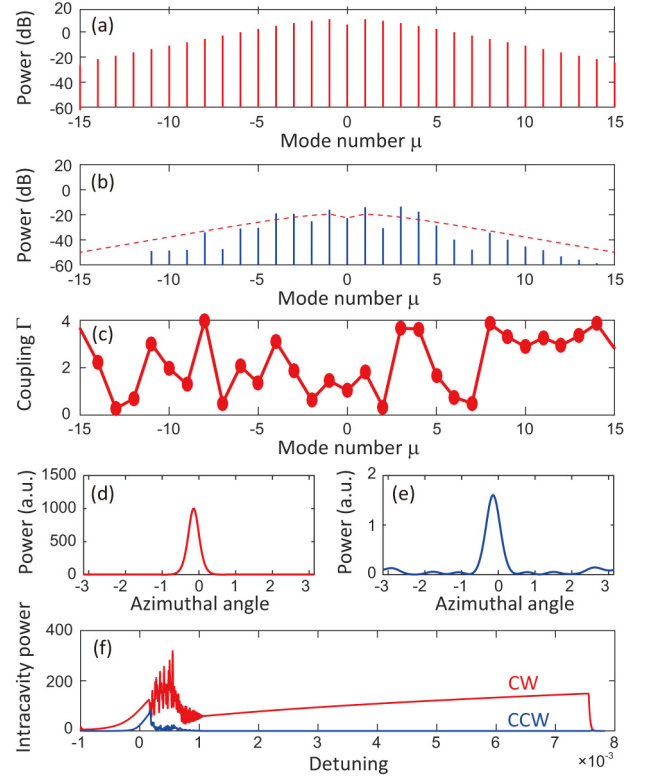 20
0
-20
-40
-60
Power (dB)
(a)
-15 -10 -5 0 5 10 15
Mode number μ
20
0
-20
-40
-60
Power (dB)
(b)
-15 -10 -5 0 5 10 15
Mode number μ
4
2
0
Coupling Γ
(c)
-15 -10 -5 0 5 10 15
Mode number μ
1500
1000
500
0
Power (a.u.)
(d)
-3 -2 -1 0 1 2 3
Azimuthal angle
2
1
0
Power (a.u.)
(e)
-3 -2 -1 0 1 2 3
Azimuthal angle
400
200
0
Intracavity power
(f)
CW
CCW
-1 0 1 2 3 4 5 6 7 8
Detuning
×10⁻³